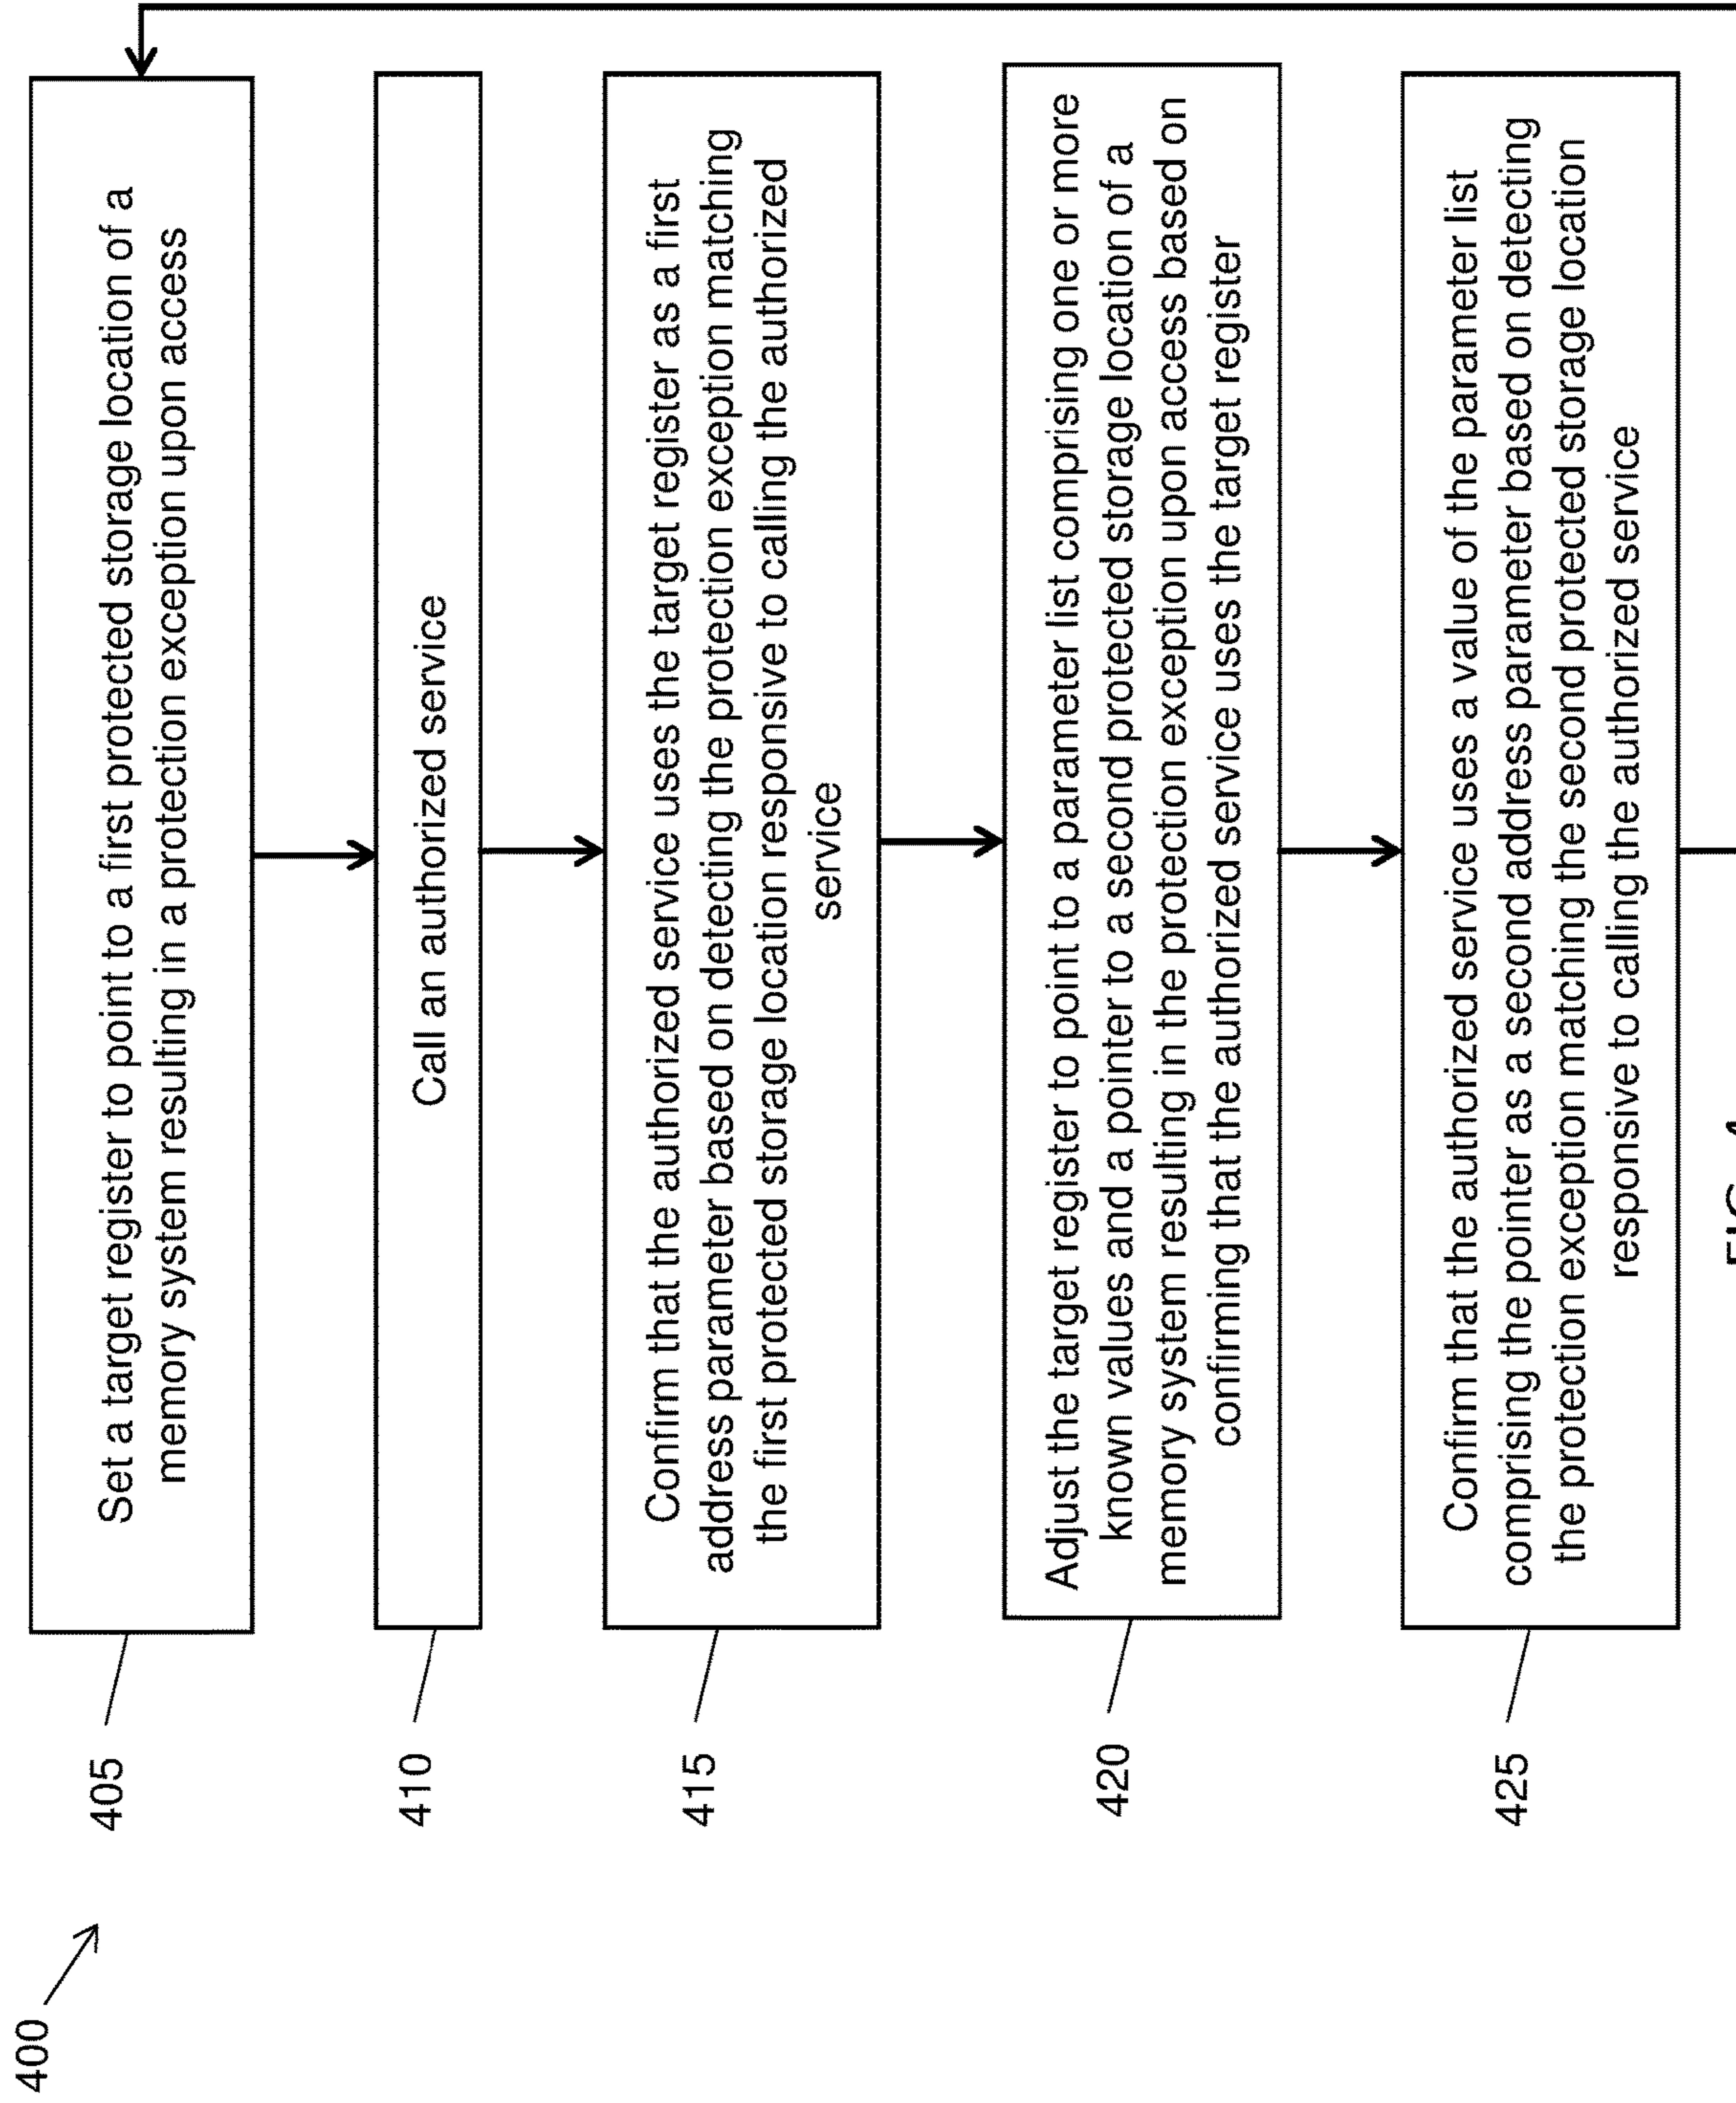 400
405
Set a target register to point to a first protected storage location of a
memory system resulting in a protection exception upon access
410
Call an authorized service
415
Confirm that the authorized service uses the target register as a first
address parameter based on detecting the protection exception matching
the first protected storage location responsive to calling the authorized
service
420
Adjust the target register to point to a parameter list comprising one or more
known values and a pointer to a second protected storage location of a
memory system resulting in the protection exception upon access based on
confirming that the authorized service uses the target register
425
Confirm that the authorized service uses a value of the parameter list
comprising the pointer as a second address parameter based on detecting
the protection exception matching the second protected storage location
responsive to calling the authorized service